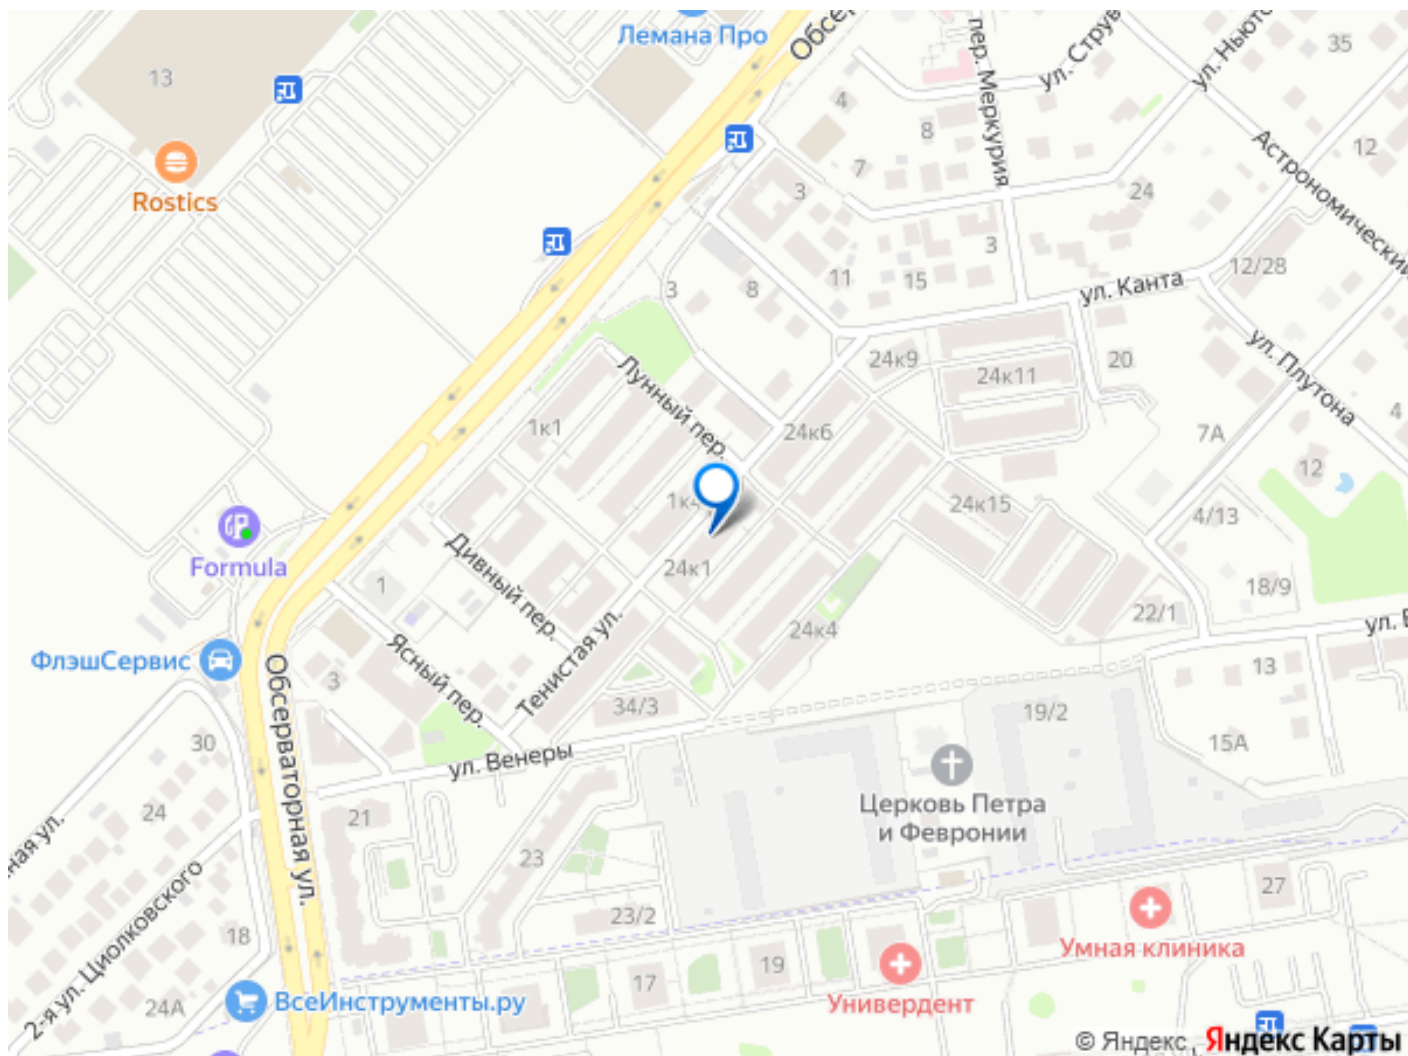 Лемана Про
Обсе
пер. Меркурия
ул. Струв
ул. Ньют
35
13
4
8
12
Rostics
7
3
24
Астрономический
3
11
15
12/28
3
8
ул. Канта
24к9
20
ул. Плутона
24к11
Лунный пер.
4
1к1
24к6
7А
12
1к4
24к15
4/13
Formula
Дивный пер.
24к1
1
18/9
22/1
24к4
ул. В
ФлэшСервис
Ясный пер.
Тенистая ул.
Обсерваторная ул.
3
13
34/3
19/2
30
15А
ул. Венеры
Церковь Петра
и Февронии
24
21
ная ул.
23
2-я ул. Циолковского
27
23/2
18
Умная клиника
19
17
Универдент
24А
ВсеИнструменты.ру
© Яндекс
Яндекс Карты